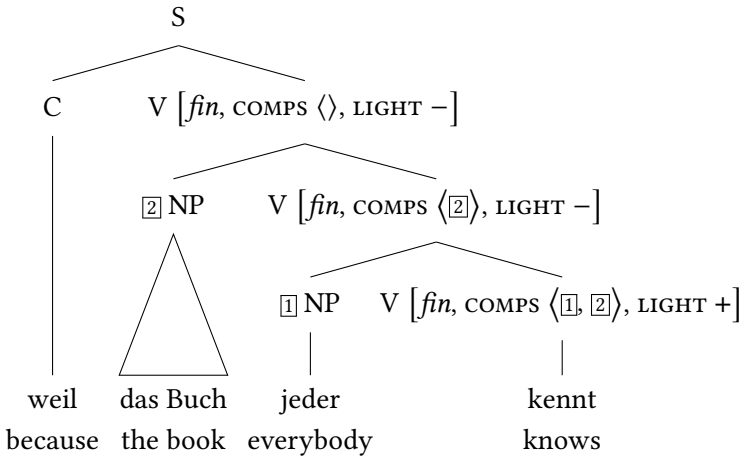 S
C V [fin, COMPS ⟨⟩, LIGHT −]
2 NP V [fin, COMPS ⟨2⟩, LIGHT −]
1 NP V [fin, COMPS ⟨1, 2⟩, LIGHT +]
weil das Buch jeder kennt
because the book everybody knows